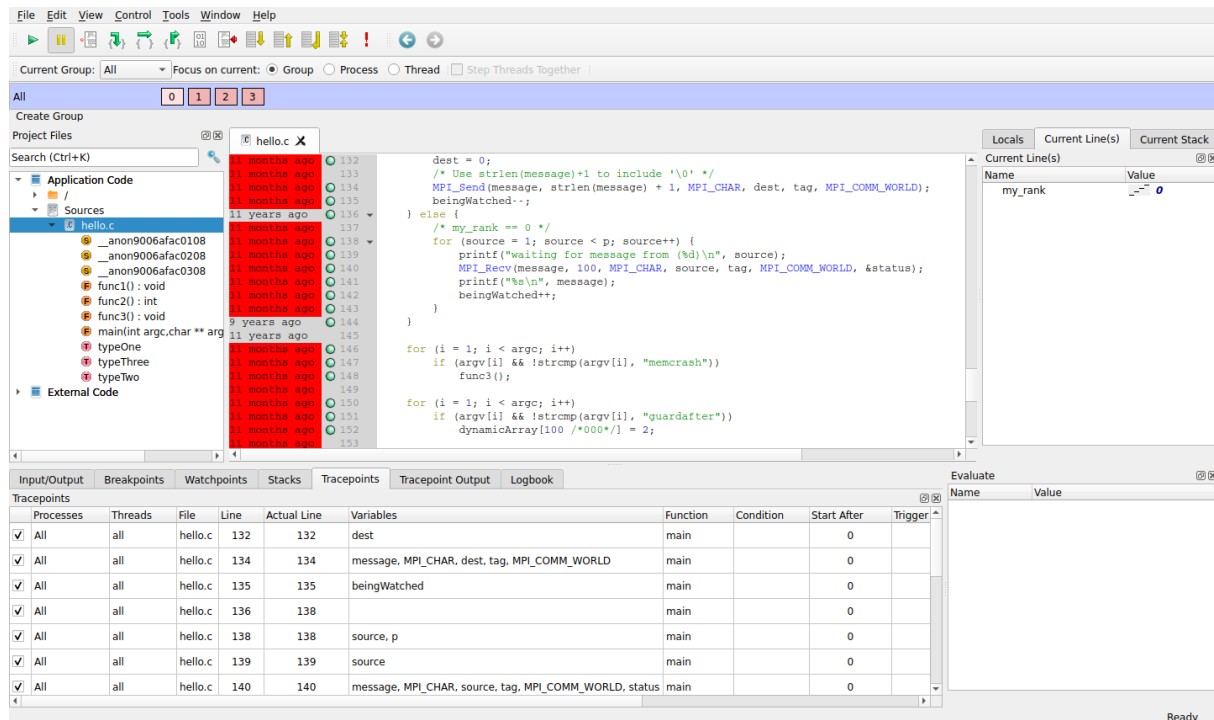 File Edit View Control Tools Window Help
Current Group: All Focus on current: Group Process Thread Step Threads Together
All 0 1 2 3
Create Group
Project Files
Search (Ctrl+K)
Application Code
/
Sources
hello.c
__anon9006afac0108
__anon9006afac0208
__anon9006afac0308
func1() : void
func2() : int
func3() : void
main(int argc,char ** arg
typeOne
typeThree
typeTwo
External Code
hello.c
11 months ago 132 dest = 0;
11 months ago 133 /* Use strlen(message)+1 to include '\0' */
11 months ago 134 MPI_Send(message, strlen(message) + 1, MPI_CHAR, dest, tag, MPI_COMM_WORLD);
11 months ago 135 beingWatched--;
11 years ago 136 } else {
11 months ago 137 /* my_rank == 0 */
11 months ago 138 for (source = 1; source < p; source++) {
11 months ago 139 printf("waiting for message from (%d)\n", source);
11 months ago 140 MPI_Recv(message, 100, MPI_CHAR, source, tag, MPI_COMM_WORLD, &status);
11 months ago 141 printf("%s\n", message);
11 months ago 142 beingWatched++;
11 months ago 143 }
9 years ago 144 }
11 years ago 145
11 months ago 146 for (i = 1; i < argc; i++)
11 months ago 147 if (argv[i] && !strcmp(argv[i], "memcrash"))
11 months ago 148 func3();
11 months ago 149
11 months ago 150 for (i = 1; i < argc; i++)
11 months ago 151 if (argv[i] && !strcmp(argv[i], "guardafter"))
11 months ago 152 dynamicArray[100 /*000*/] = 2;
11 months ago 153
Locals Current Line(s) Current Stack
Current Line(s)
Name Value
my_rank 0
Input/Output Breakpoints Watchpoints Stacks Tracepoints Tracepoint Output Logbook
Tracepoints
Processes Threads File Line Actual Line Variables Function Condition Start After Trigger
All all hello.c 132 132 dest main 0
All all hello.c 134 134 message, MPI_CHAR, dest, tag, MPI_COMM_WORLD main 0
All all hello.c 135 135 beingWatched main 0
All all hello.c 136 138 main 0
All all hello.c 138 138 source, p main 0
All all hello.c 139 139 source main 0
All all hello.c 140 140 message, MPI_CHAR, source, tag, MPI_COMM_WORLD, status main 0
Evaluate
Name Value
Ready